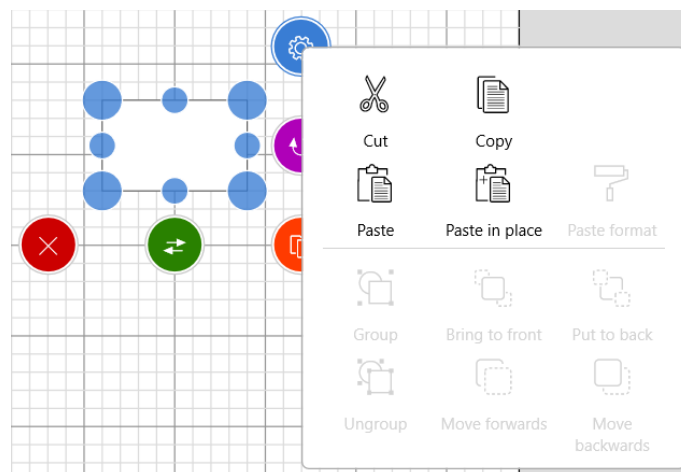 Cut Copy
Paste Paste in place Paste format
Group Bring to front Put to back
Ungroup Move forwards Move
backwards